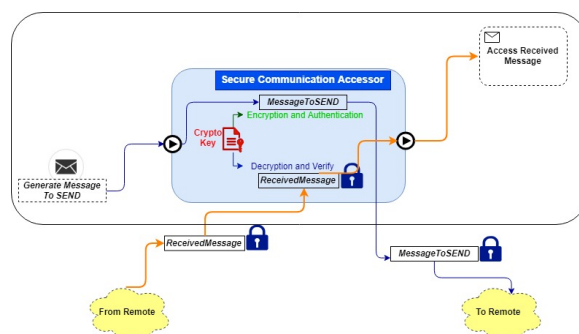 Access Received
Message
Secure Communication Accessor
MessageToSEND
Encryption and Authentication
Crypto
Key
Decryption and Verify
ReceivedMessage
Generate Message
To SEND
ReceivedMessage
MessageToSEND
From Remote
To Remote